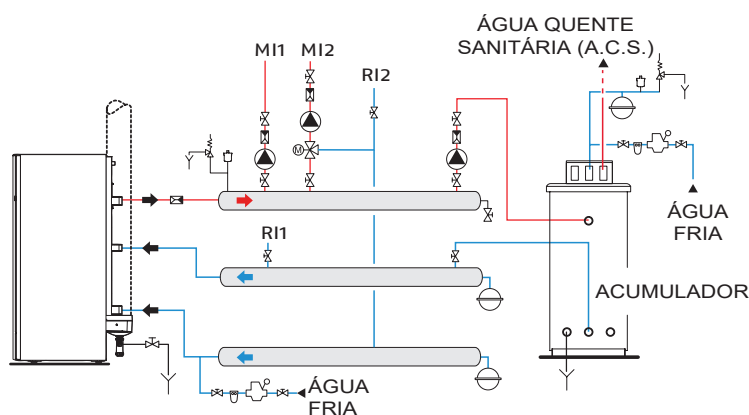 ÁGUA QUENTE
SANITÁRIA (A.C.S.)
MI1
MI2
RI2
M
ÁGUA
FRIA
RI1
ACUMULADOR
ÁGUA
FRIA